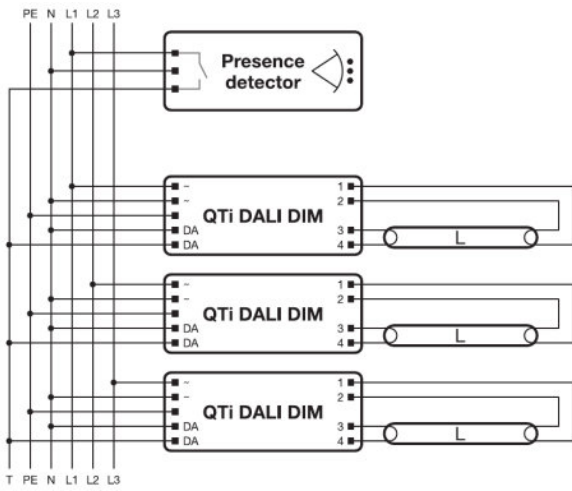 PE N L1 L2 L3
Presence
detector
~ 1
~ 2
QTi DALI DIM
DA 3 L
DA 4
~ 1
~ 2
QTi DALI DIM
DA 3 L
DA 4
~ 1
~ 2
QTi DALI DIM
DA 3 L
DA 4
T PE N L1 L2 L3